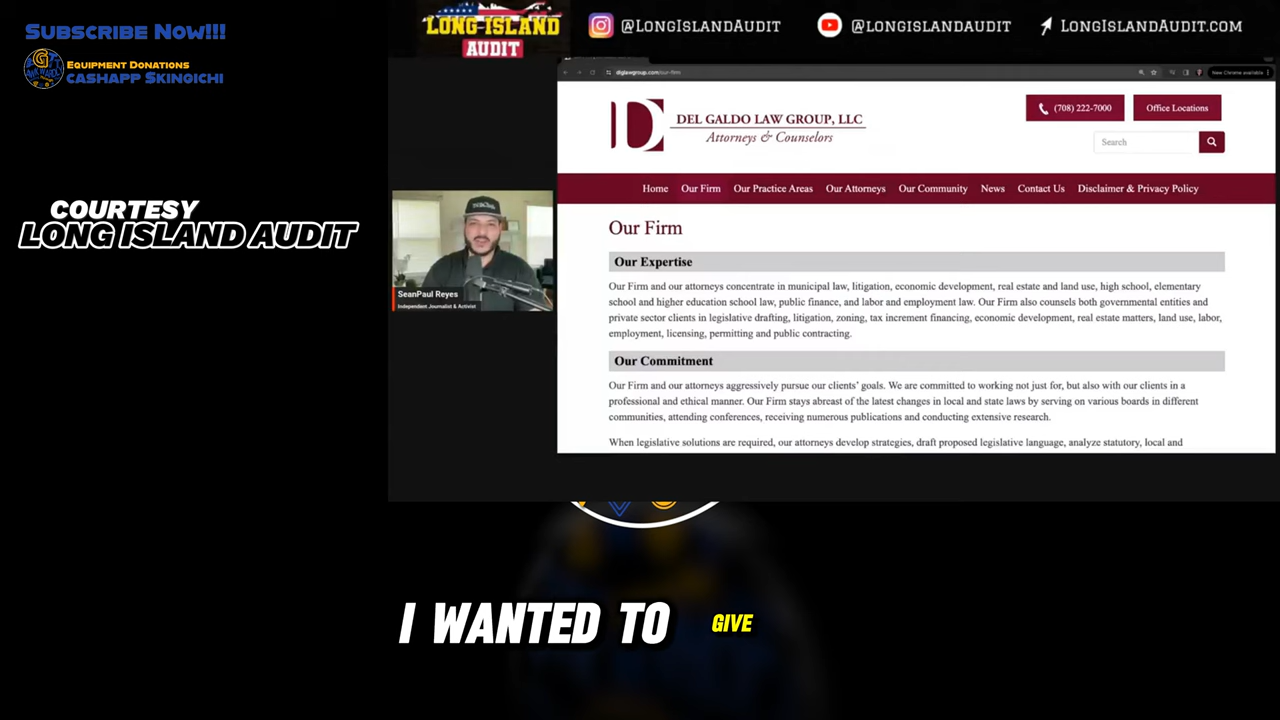 Subscribe Now!!!
Equipment Donations
cashapp Skingichi
COURTESY
LONG ISLAND AUDIT
LONG ISLAND
AUDIT
@LongIslandAudit
@longislandaudit
LongIslandAudit.com
dlglawgroup.com/our-firm
New Chrome available
DEL GALDO LAW GROUP, LLC
Attorneys & Counselors
(708) 222-7000
Office Locations
Search
Home
Our Firm
Our Practice Areas
Our Attorneys
Our Community
News
Contact Us
Disclaimer & Privacy Policy
Our Firm
Our Expertise
Our Firm and our attorneys concentrate in municipal law, litigation, economic development, real estate and land use, high school, elementary
school and higher education school law, public finance, and labor and employment law. Our Firm also counsels both governmental entities and
private sector clients in legislative drafting, litigation, zoning, tax increment financing, economic development, real estate matters, land use, labor,
employment, licensing, permitting and public contracting.
Our Commitment
Our Firm and our attorneys aggressively pursue our clients' goals. We are committed to working not just for, but also with our clients in a
professional and ethical manner. Our Firm stays abreast of the latest changes in local and state laws by serving on various boards in different
communities, attending conferences, receiving numerous publications and conducting extensive research.
When legislative solutions are required, our attorneys develop strategies, draft proposed legislative language, analyze statutory, local and
SeanPaul Reyes
Independent Journalist & Activist
I WANTED TO GIVE